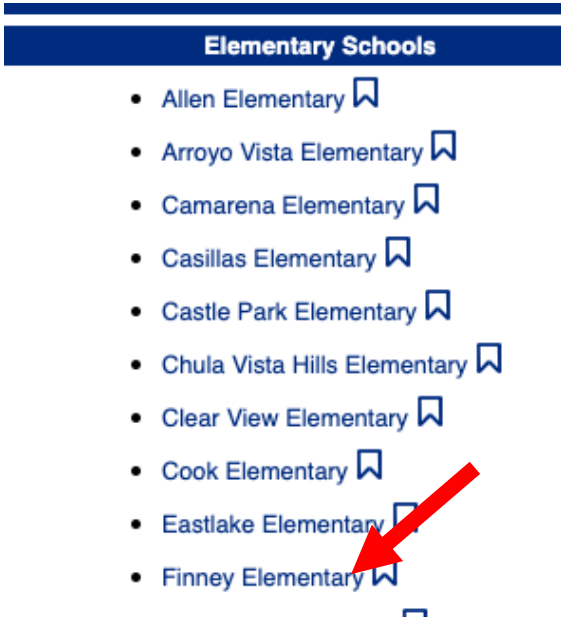 Elementary Schools
Allen Elementary
Arroyo Vista Elementary
Camarena Elementary
Casillas Elementary
Castle Park Elementary
Chula Vista Hills Elementary
Clear View Elementary
Cook Elementary
Eastlake Elementary
Finney Elementary